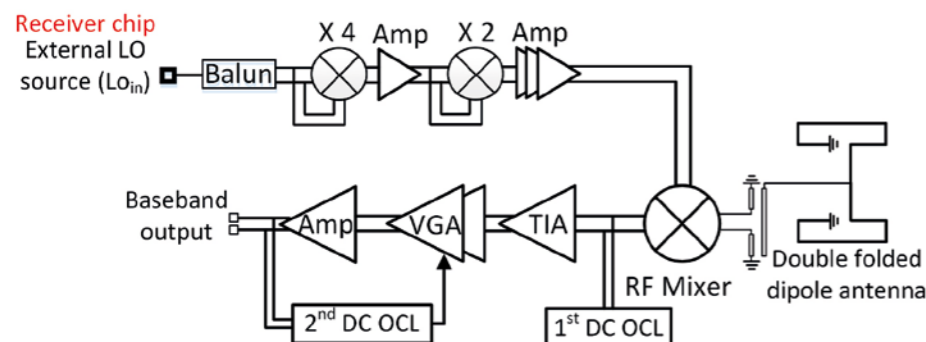 Receiver chip
External LO
source (Lo_in)
Balun
X 4
Amp
X 2
Amp
Baseband
output
Amp
VGA
TIA
RF Mixer
Double folded
dipole antenna
2nd DC OCL
1st DC OCL